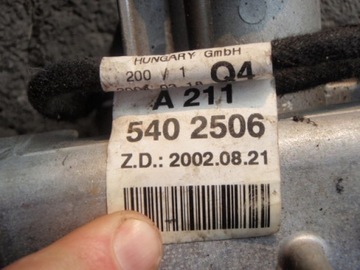 HUNGARY GmbH
200 / 1 Q4
A 211
540 2506
Z.D.: 2002.08.21